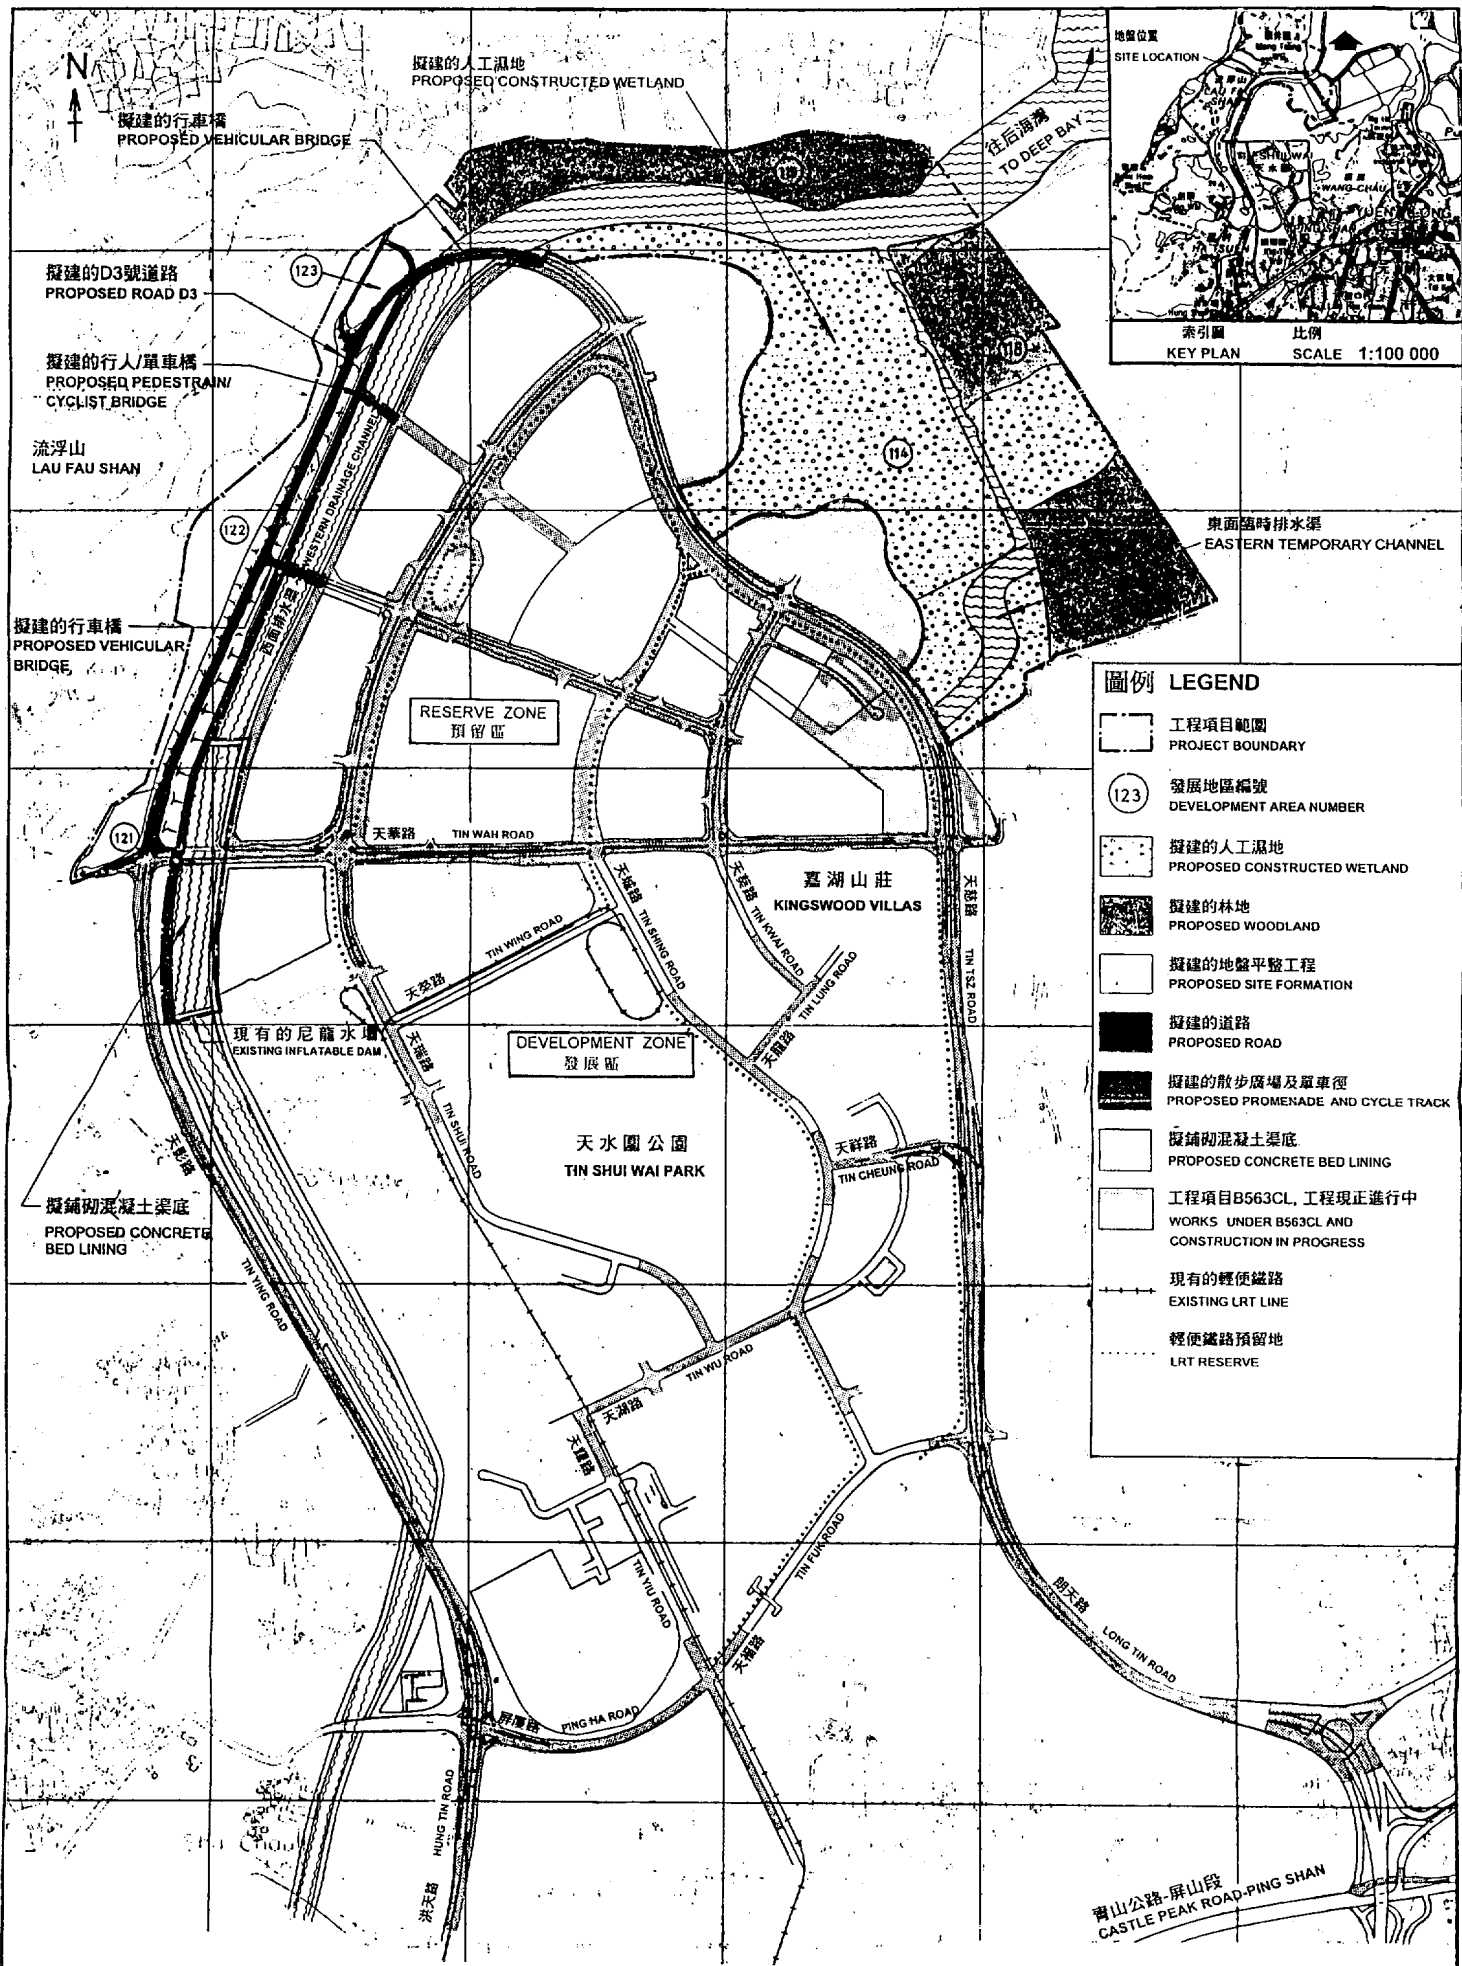 N
擬建的人工濕地
PROPOSED CONSTRUCTED WETLAND
擬建的行車橋
PROPOSED VEHICULAR BRIDGE
往后海灣
TO DEEP BAY
地盤位置
SITE LOCATION
LAU FAU
SHAN
WANG CHAU
索引圖
KEY PLAN
比例
SCALE 1:100 000
擬建的D3號道路
PROPOSED ROAD D3
擬建的行人/單車橋
PROPOSED PEDESTRAIN/
CYCLIST BRIDGE
流浮山
LAU FAU SHAN
擬建的行車橋
PROPOSED VEHICULAR
BRIDGE
123
122
121
118
114
西面排水渠
WESTERN DRAINAGE CHANNEL
東面臨時排水渠
EASTERN TEMPORARY CHANNEL
RESERVE ZONE
預留區
天華路
TIN WAH ROAD
嘉湖山莊
KINGSWOOD VILLAS
天城路
TIN SHING ROAD
天葵路
TIN KWAI ROAD
天慈路
TIN TSZ ROAD
天榮路
TIN WING ROAD
天龍路
TIN LUNG ROAD
現有的尼龍水壩
EXISTING INFLATABLE DAM
DEVELOPMENT ZONE
發展區
天瑞路
TIN SHUI ROAD
天水圍公園
TIN SHUI WAI PARK
天祥路
TIN CHEUNG ROAD
天影路
TIN YING ROAD
擬鋪砌混凝土渠底
PROPOSED CONCRETE
BED LINING
天湖路
TIN WU ROAD
天耀路
TIN YIU ROAD
天福路
TIN FUK ROAD
朗天路
LONG TIN ROAD
屏廈路
PING HA ROAD
洪天路
HUNG TIN ROAD
青山公路-屏山段
CASTLE PEAK ROAD-PING SHAN
圖例 LEGEND
工程項目範圍
PROJECT BOUNDARY
123
發展地區編號
DEVELOPMENT AREA NUMBER
擬建的人工濕地
PROPOSED CONSTRUCTED WETLAND
擬建的林地
PROPOSED WOODLAND
擬建的地盤平整工程
PROPOSED SITE FORMATION
擬建的道路
PROPOSED ROAD
擬建的散步廣場及單車徑
PROPOSED PROMENADE AND CYCLE TRACK
擬鋪砌混凝土渠底
PROPOSED CONCRETE BED LINING
工程項目B563CL, 工程現正進行中
WORKS UNDER B563CL AND
CONSTRUCTION IN PROGRESS
現有的輕便鐵路
EXISTING LRT LINE
輕便鐵路預留地
LRT RESERVE